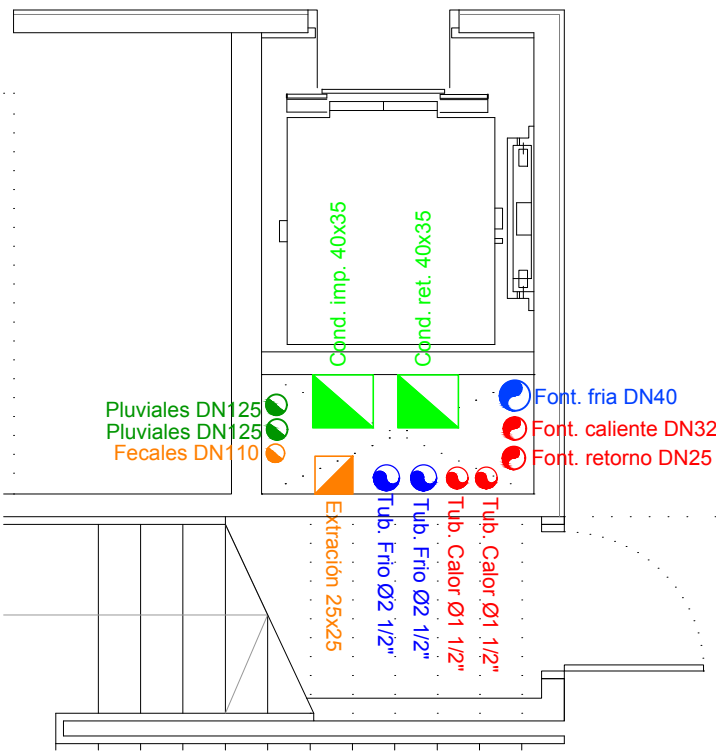 Cond. imp. 40x35
Cond. ret. 40x35
Pluviales DN125
Pluviales DN125
Fecales DN110
Font. fria DN40
Font. caliente DN32
Font. retorno DN25
Extración 25x25
Tub. Frio Ø2 1/2"
Tub. Frio Ø2 1/2"
Tub. Calor Ø1 1/2"
Tub. Calor Ø1 1/2"